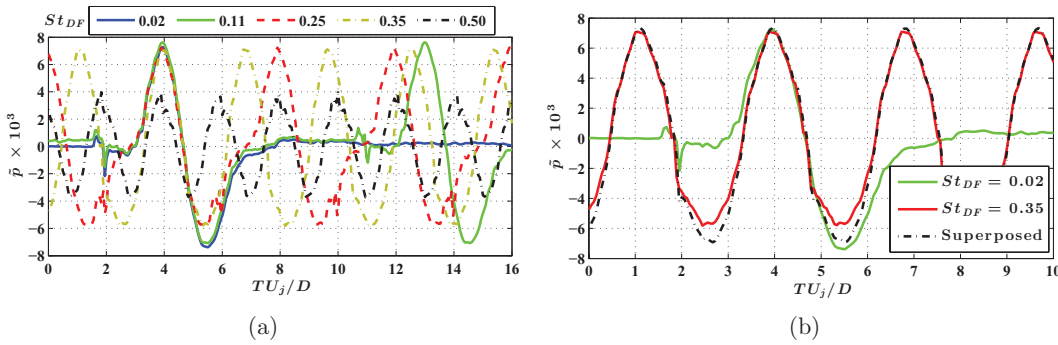 St_DF 0.02 0.11 0.25 0.35 0.50
8
6
4
2
0
−2
−4
−6
−8
p̃ × 10³
0 2 4 6 8 10 12 14 16
TU_j/D
(a)
8
6
4
2
0
−2
−4
−6
−8
p̃ × 10³
St_DF = 0.02
St_DF = 0.35
Superposed
0 1 2 3 4 5 6 7 8 9 10
TU_j/D
(b)